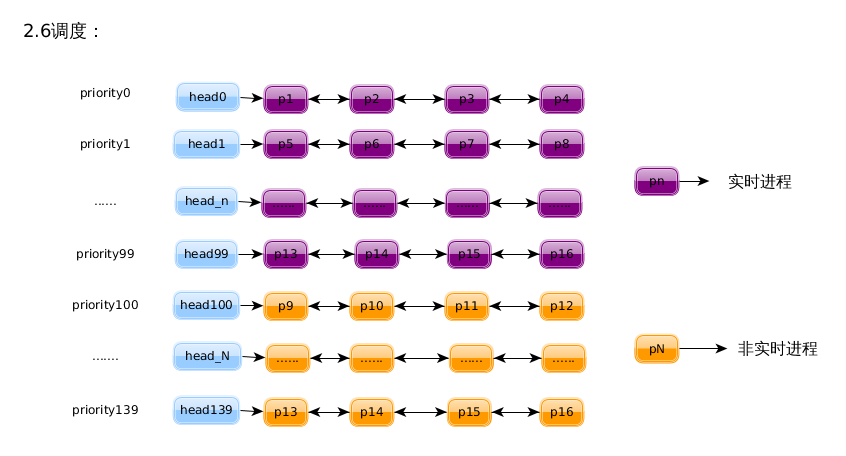 2.6调度：
priority0 head0 p1 p2 p3 p4
priority1 head1 p5 p6 p7 p8
...... head_n ...... ...... ...... ......
pn 实时进程
priority99 head99 p13 p14 p15 p16
priority100 head100 p9 p10 p11 p12
....... head_N ...... ...... ...... ......
pN 非实时进程
priority139 head139 p13 p14 p15 p16